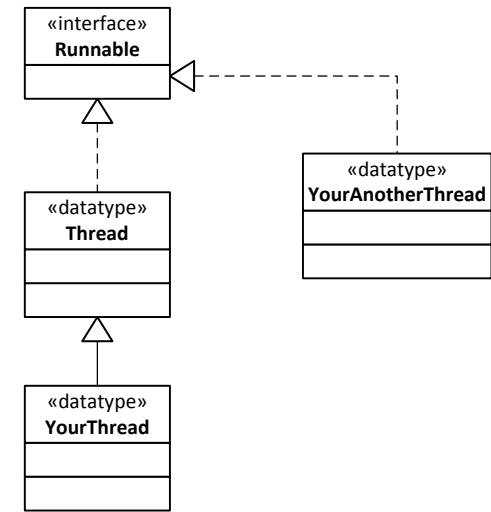 «interface»
Runnable
«datatype»
YourAnotherThread
«datatype»
Thread
«datatype»
YourThread